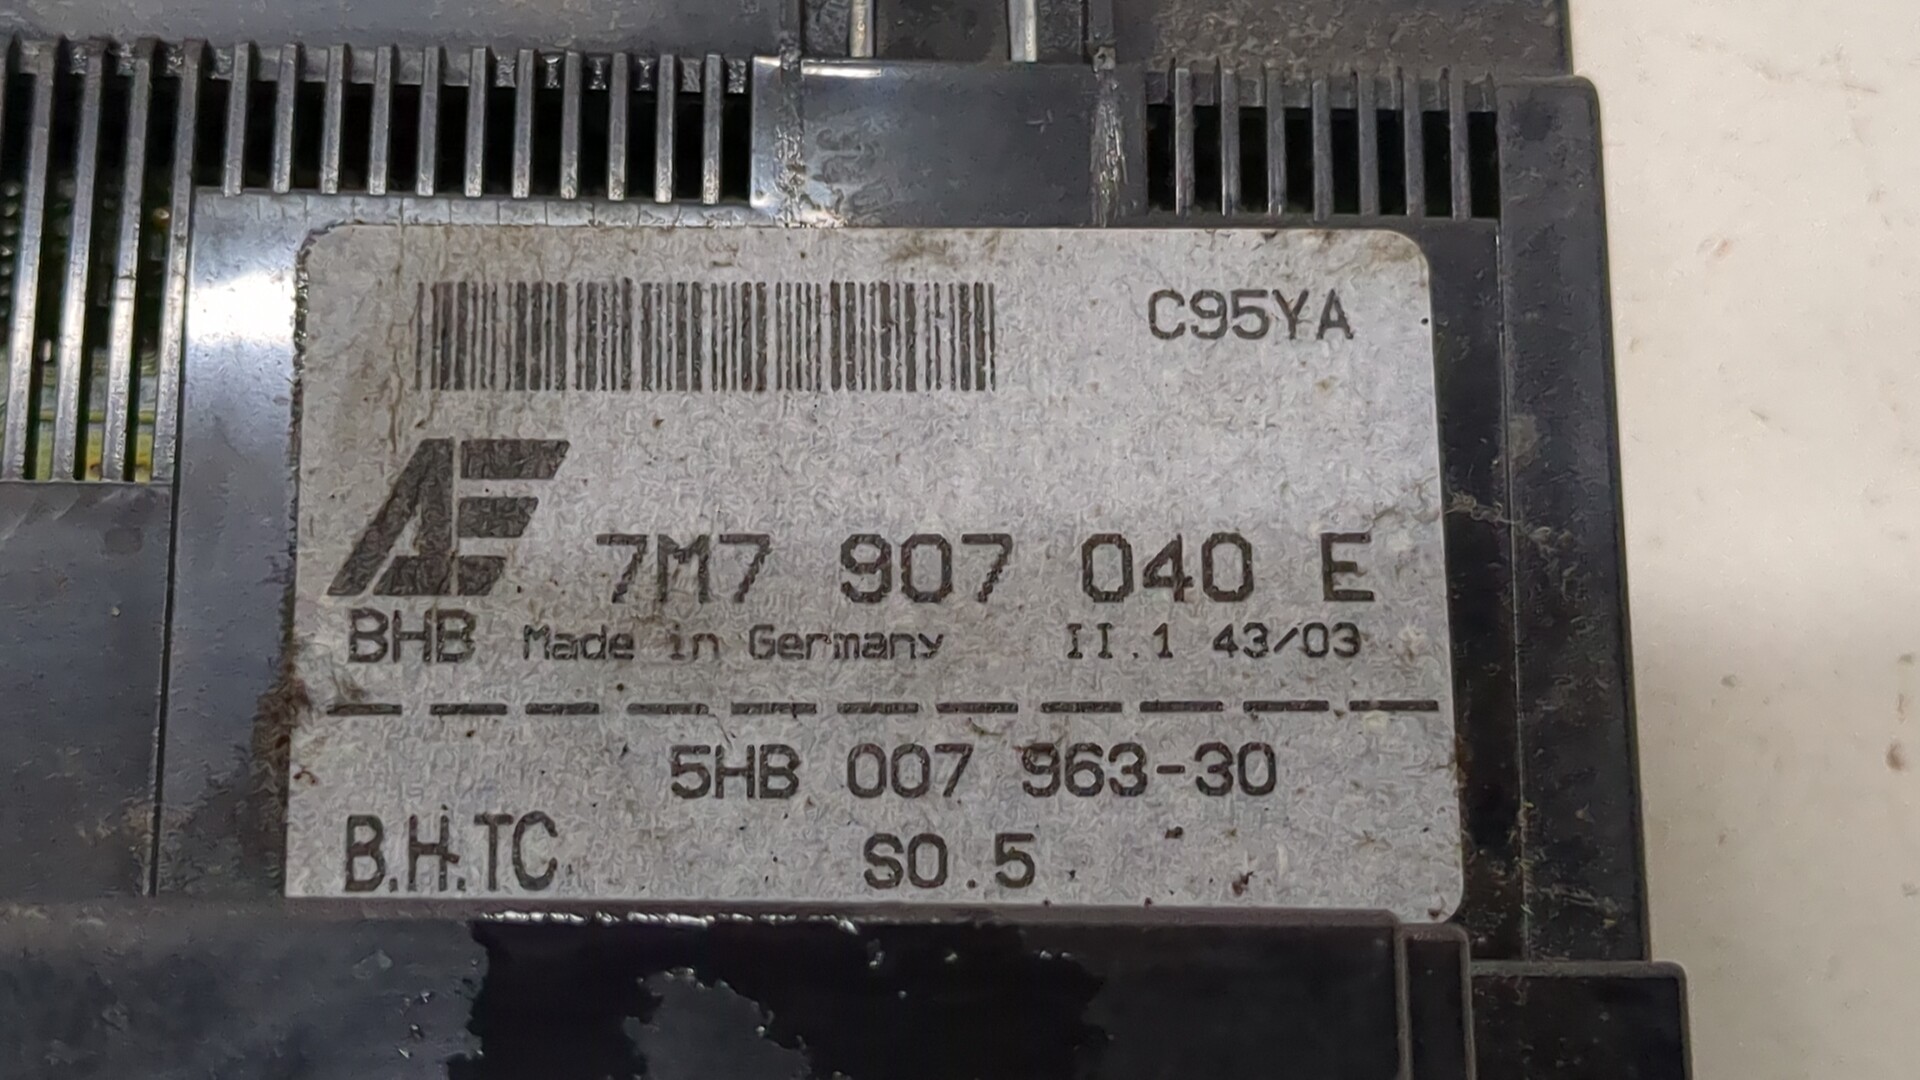 C95YA
AE 7M7 907 040 E
BHB Made in Germany II.1 43/03
5HB 007 963-30
B.H.TC S0.5